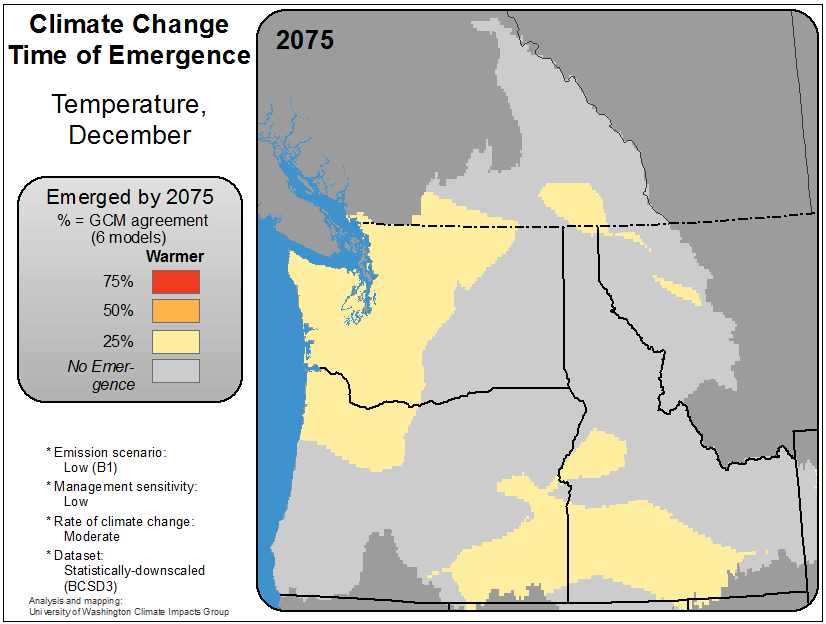 Climate Change
Time of Emergence
Temperature,
December
Emerged by 2075
% = GCM agreement
(6 models)
Warmer
75%
50%
25%
No Emer-
gence
* Emission scenario:
Low (B1)
* Management sensitivity:
Low
* Rate of climate change:
Moderate
* Dataset:
Statistically-downscaled
(BCSD3)
Analysis and mapping:
University of Washington Climate Impacts Group
2075